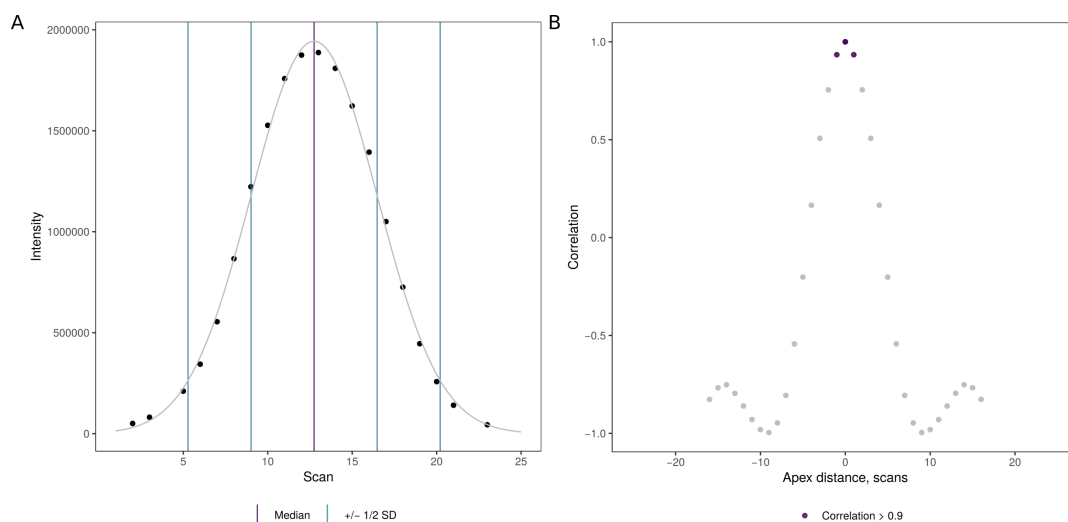 A
B
2000000
1500000
1000000
500000
0
Intensity
5
10
15
20
25
Scan
Median
+/− 1/2 SD
1.0
0.5
0.0
−0.5
−1.0
Correlation
−20
−10
0
10
20
Apex distance, scans
Correlation > 0.9